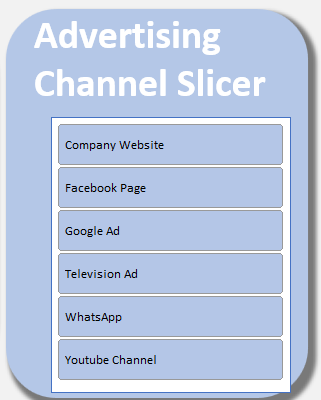 Advertising
Channel Slicer
Company Website
Facebook Page
Google Ad
Television Ad
WhatsApp
Youtube Channel